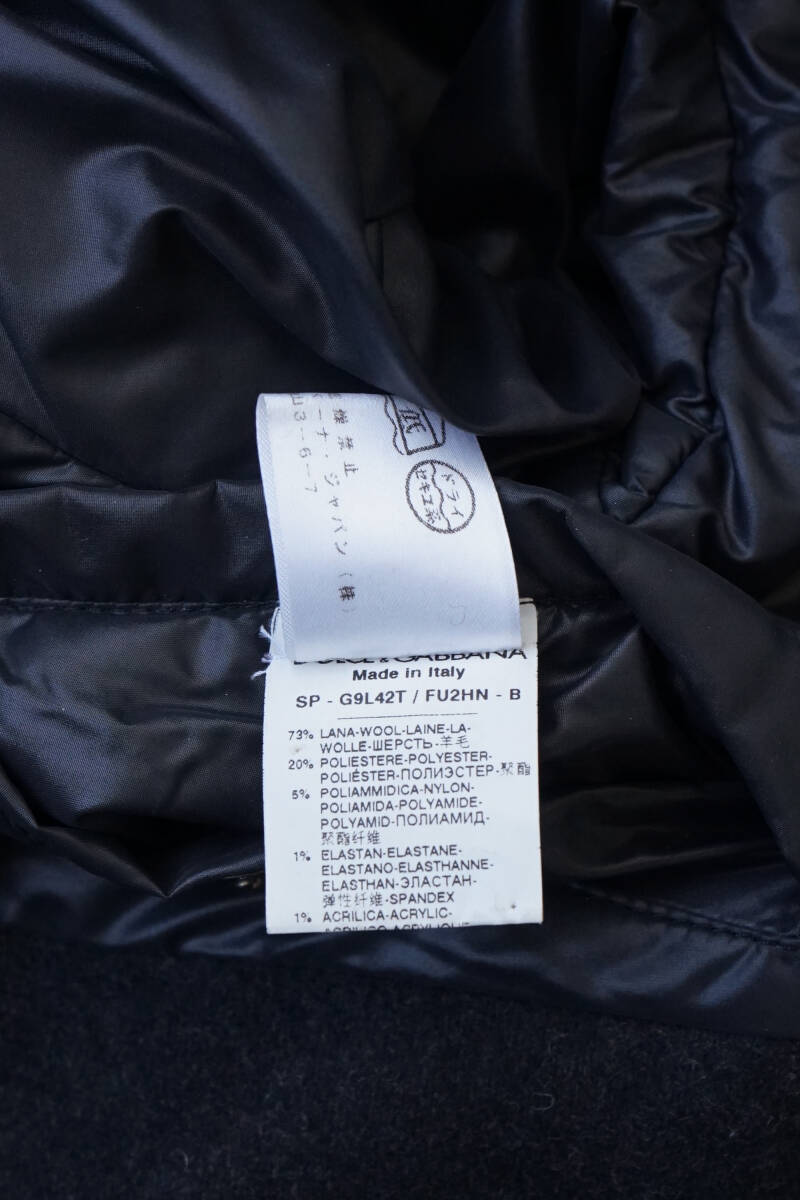 底
ドライ
セキユ系
禁止
ーナ・ジャパン(株)
山3-6-7
DOLCE & GABBANA
Made in Italy
SP - G9L42T / FU2HN - B
73% LANA-WOOL-LAINE-LA-
WOLLE-ШЕРСТЬ-羊毛
20% POLIESTERE-POLYESTER-
POLIÉSTER-ПОЛИЭСТЕР-聚酯
5% POLIAMMIDICA-NYLON-
POLIAMIDA-POLYAMIDE-
POLYAMID-ПОЛИАМИД-
聚酯纤维
1% ELASTAN-ELASTANE-
ELASTANO-ELASTHANNE-
ELASTHAN-ЭЛАСТАН-
弹性纤维-SPANDEX
1% ACRILICA-ACRYLIC-
ACRILICO-ACRYLIQUE